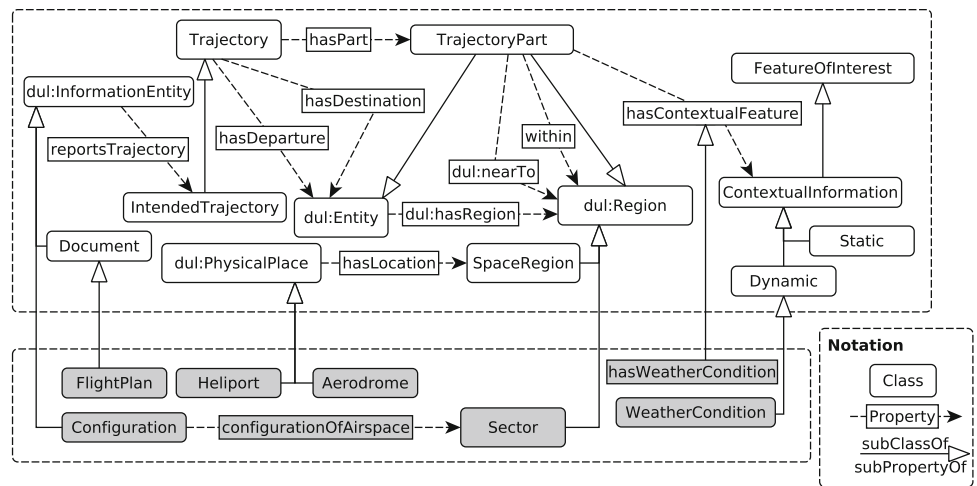 Trajectory
hasPart
TrajectoryPart
FeatureOfInterest
dul:InformationEntity
hasDestination
hasContextualFeature
hasDeparture
within
reportsTrajectory
dul:nearTo
ContextualInformation
IntendedTrajectory
dul:Entity
dul:hasRegion
dul:Region
Document
Static
dul:PhysicalPlace
hasLocation
SpaceRegion
Dynamic
Notation
FlightPlan
Heliport
Aerodrome
hasWeatherCondition
Class
WeatherCondition
Property
Configuration
configurationOfAirspace
Sector
subClassOf
subPropertyOf